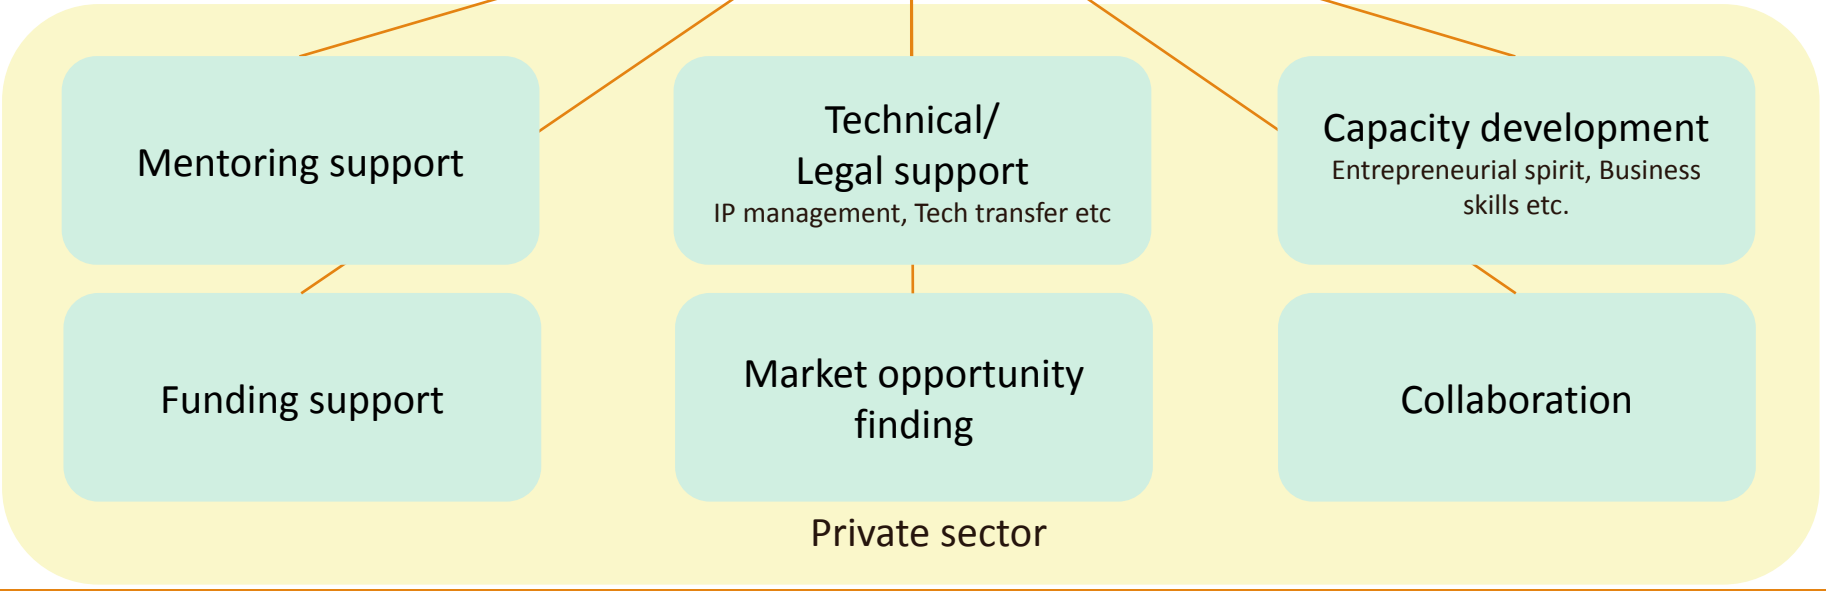 Mentoring support
Technical/
Legal support
IP management, Tech transfer etc
Capacity development
Entrepreneurial spirit, Business
skills etc.
Funding support
Market opportunity
finding
Collaboration
Private sector